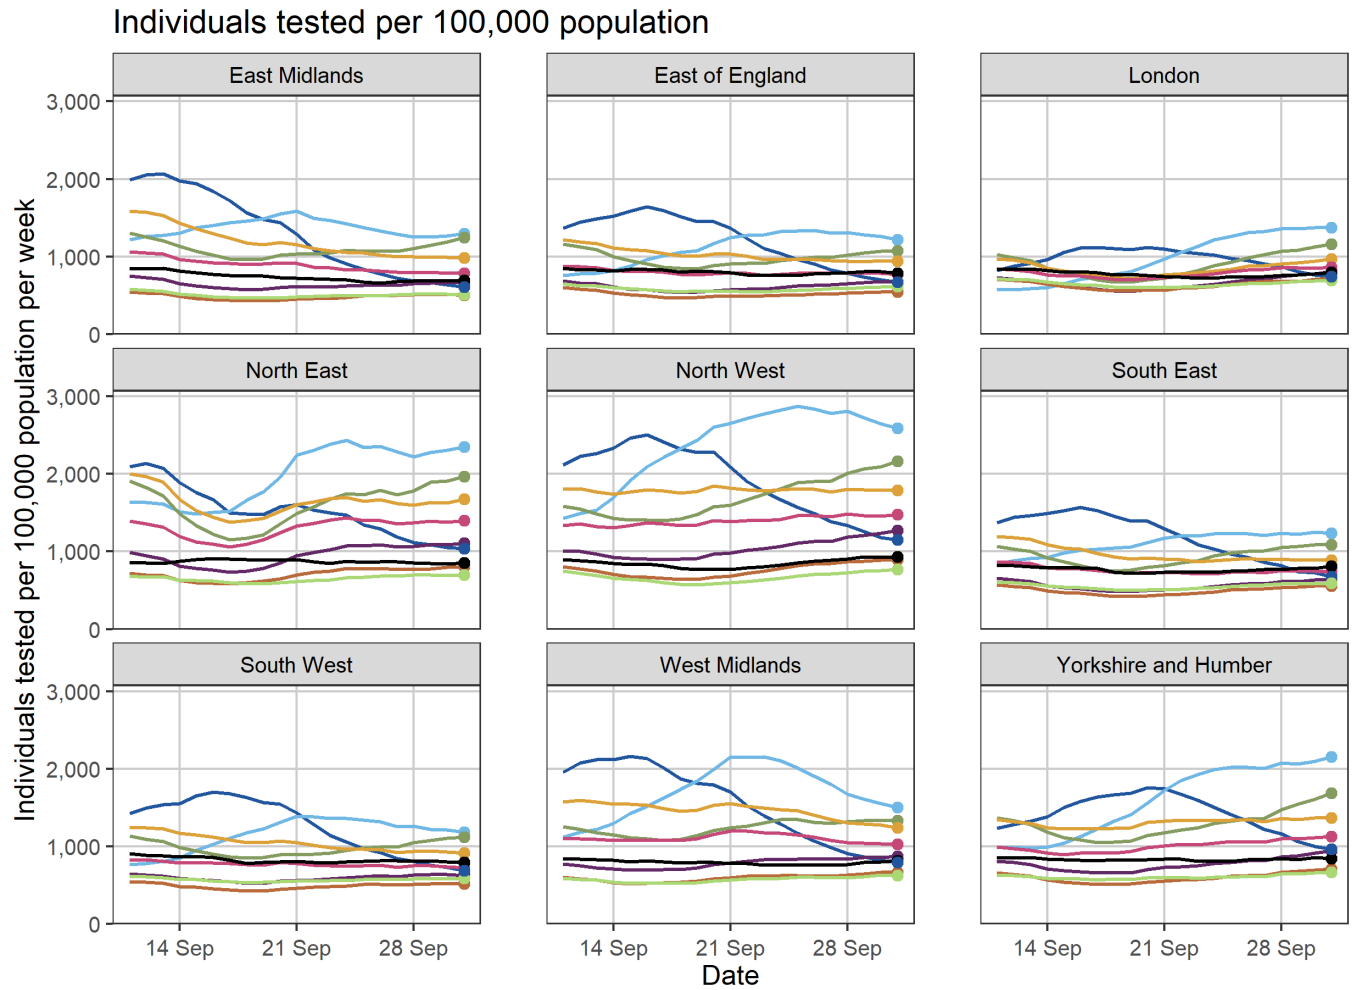 Individuals tested per 100,000 population
East Midlands
East of England
London
3,000
2,000
1,000
0
North East
North West
South East
3,000
2,000
1,000
0
South West
West Midlands
Yorkshire and Humber
3,000
2,000
1,000
0
14 Sep
21 Sep
28 Sep
14 Sep
21 Sep
28 Sep
14 Sep
21 Sep
28 Sep
Date
Individuals tested per 100,000 population per week